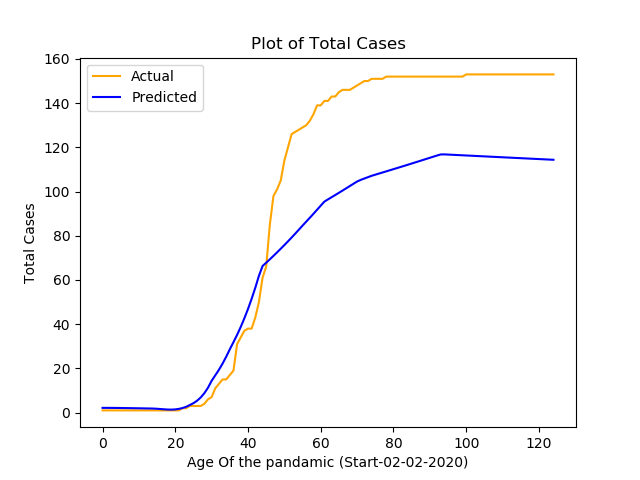 Plot of Total Cases
Actual
Predicted
160
140
120
100
80
60
40
20
0
Total Cases
0 20 40 60 80 100 120
Age Of the pandamic (Start-02-02-2020)